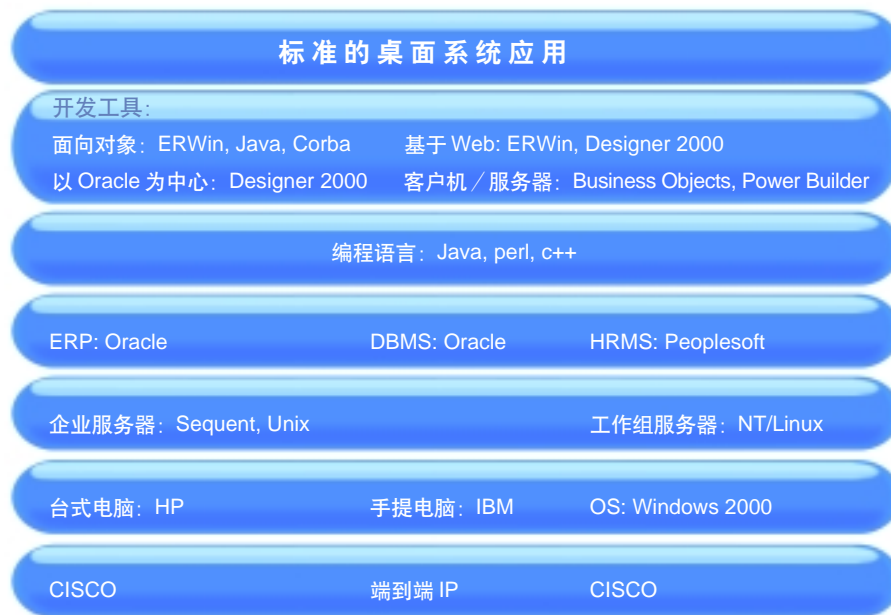 标准的桌面系统应用
开发工具：
面向对象：ERWin, Java, Corba 基于 Web: ERWin, Designer 2000
以 Oracle 为中心：Designer 2000 客户机／服务器：Business Objects, Power Builder
编程语言：Java, perl, c++
ERP: Oracle DBMS: Oracle HRMS: Peoplesoft
企业服务器：Sequent, Unix 工作组服务器：NT/Linux
台式电脑：HP 手提电脑：IBM OS: Windows 2000
CISCO 端到端 IP CISCO